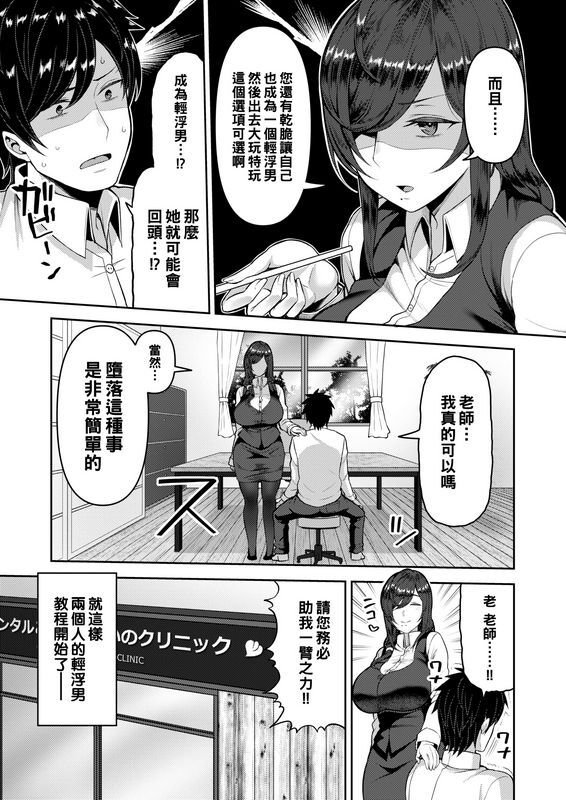 而且…
您還有乾脆讓自己
也成為一個輕浮男
然後出去大玩特玩
這個選項可選啊
成為輕浮男…!?
那麼
她就可能會
回頭…!?
ガビーン
老師…
我真的可以嗎
當然…
墮落這種事
是非常簡單的
スッ
老 老師……!!
ニコ
ワナ
ワナ
請您務必
助我一臂之力!!
のクリニック
CLINIC
就這樣
兩個人的輕浮男
教程開始了——